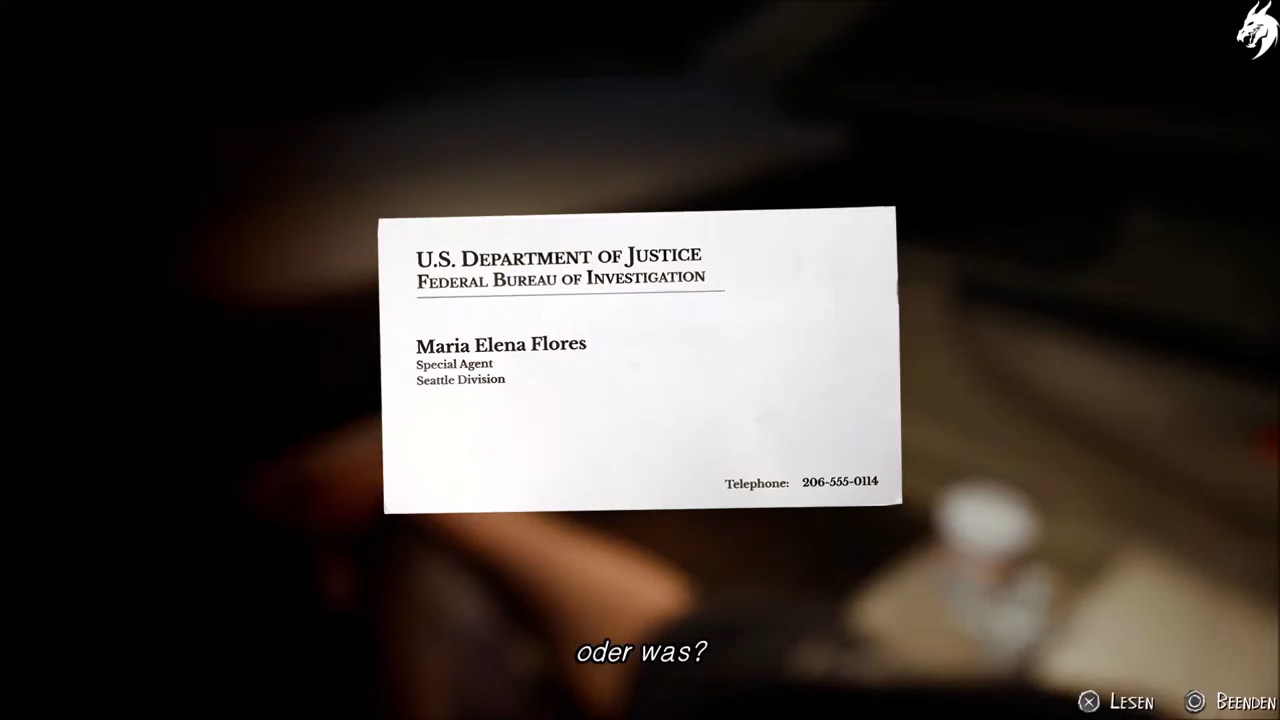 U.S. Department of Justice
Federal Bureau of Investigation
Maria Elena Flores
Special Agent
Seattle Division
Telephone: 206-555-0114
oder was?
Lesen
Beenden